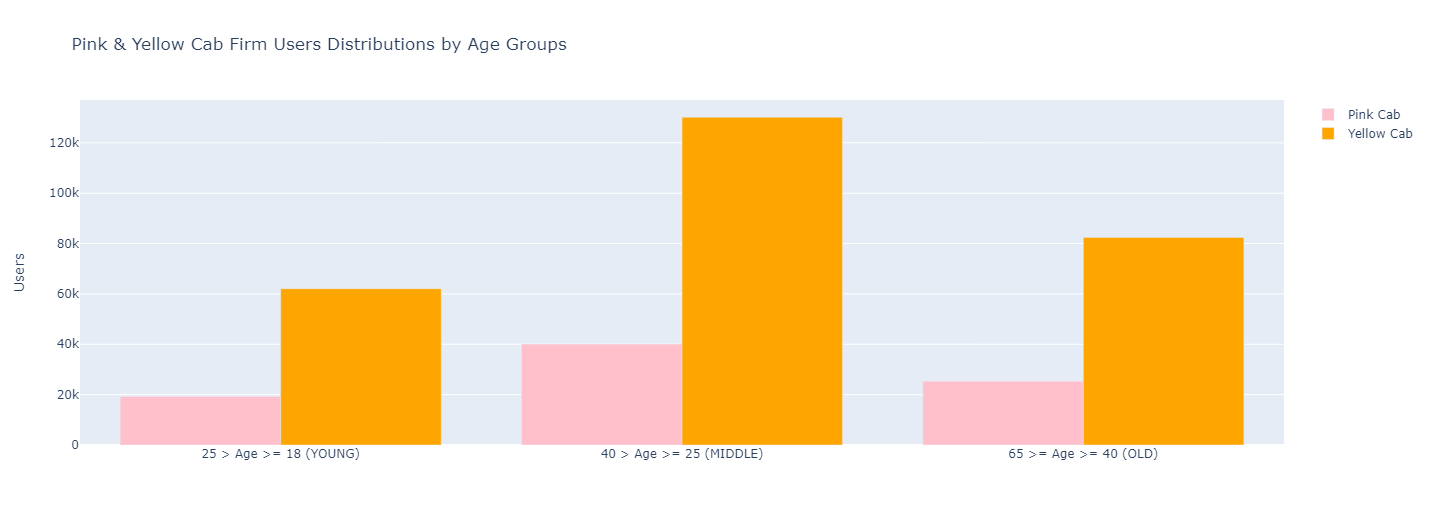 Pink & Yellow Cab Firm Users Distributions by Age Groups
Pink Cab
Yellow Cab
Users
120k
100k
80k
60k
40k
20k
0
25 > Age >= 18 (YOUNG)
40 > Age >= 25 (MIDDLE)
65 >= Age >= 40 (OLD)